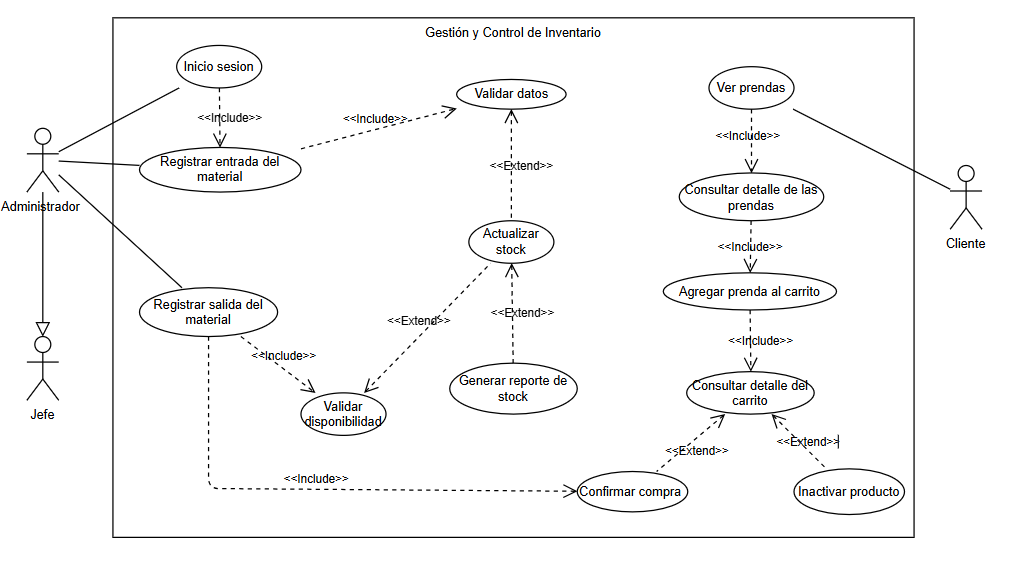 Gestión y Control de Inventario
Inicio sesion
<<Include>>
Registrar entrada del
material
<<Include>>
Validar datos
<<Extend>>
Ver prendas
<<Include>>
Consultar detalle de las
prendas
<<Include>>
Agregar prenda al carrito
<<Include>>
Consultar detalle del
carrito
<<Extend>>
<<Extend>>
Confirmar compra
Inactivar producto
Administrador
Cliente
Jefe
Actualizar
stock
<<Extend>>
<<Extend>>
Registrar salida del
material
<<Include>>
Validar
disponibilidad
Generar reporte de
stock
<<Include>>